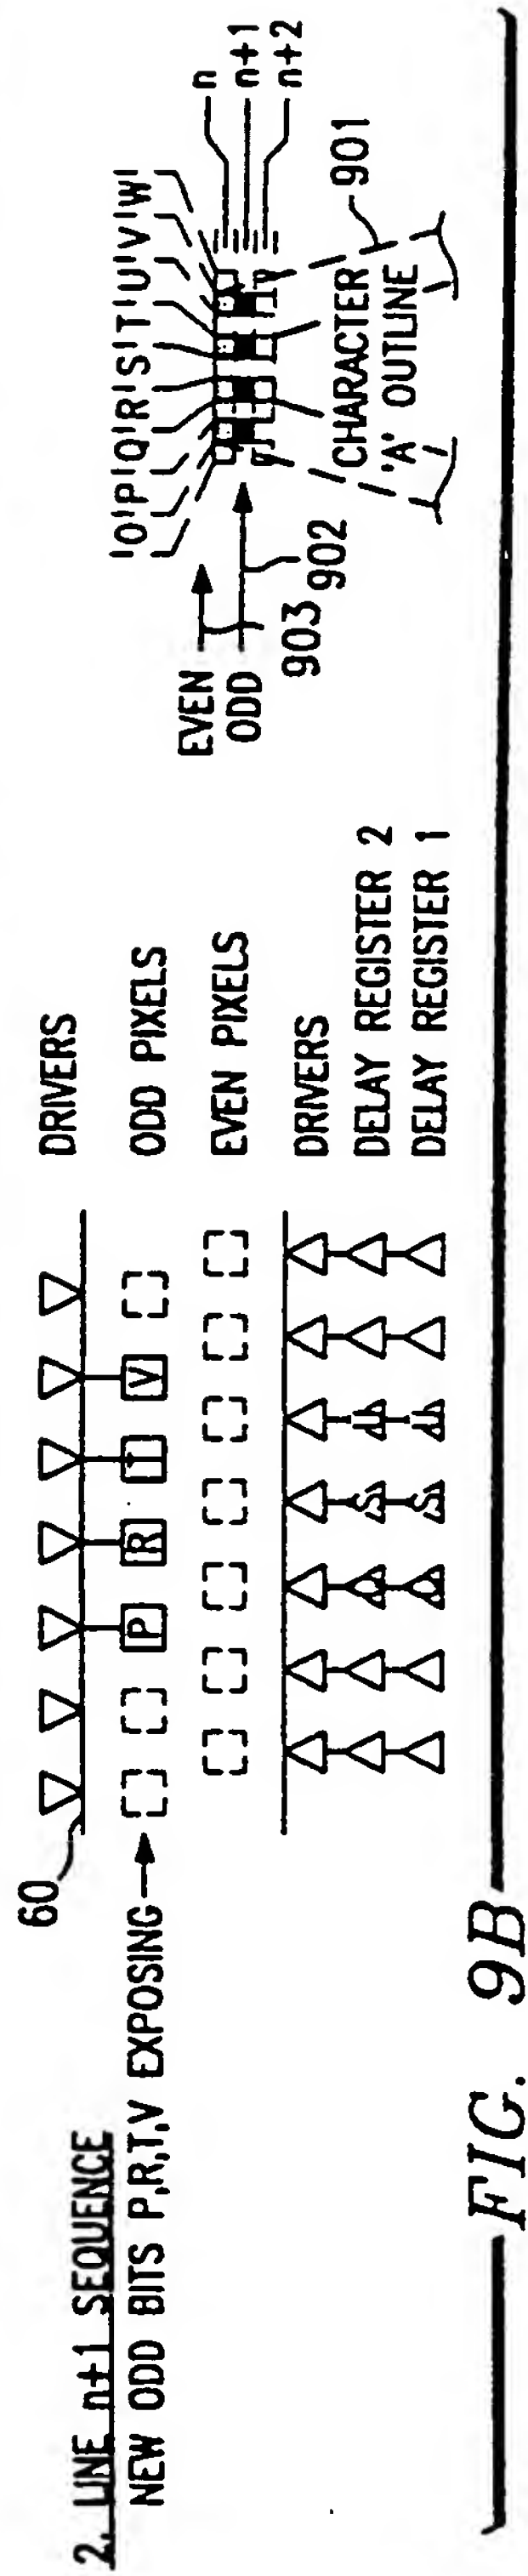 2. LINE n+1 SEQUENCE
NEW ODD BITS P,R,T,V EXPOSING
60
P R T V
Q S U
Q S U
DRIVERS
ODD PIXELS
EVEN PIXELS
DRIVERS
DELAY REGISTER 2
DELAY REGISTER 1
EVEN
ODD
903
902
'O'P'Q'R'S'T'U'V'W'
n
n+1
n+2
901
CHARACTER
'A' OUTLINE
FIG. 9B